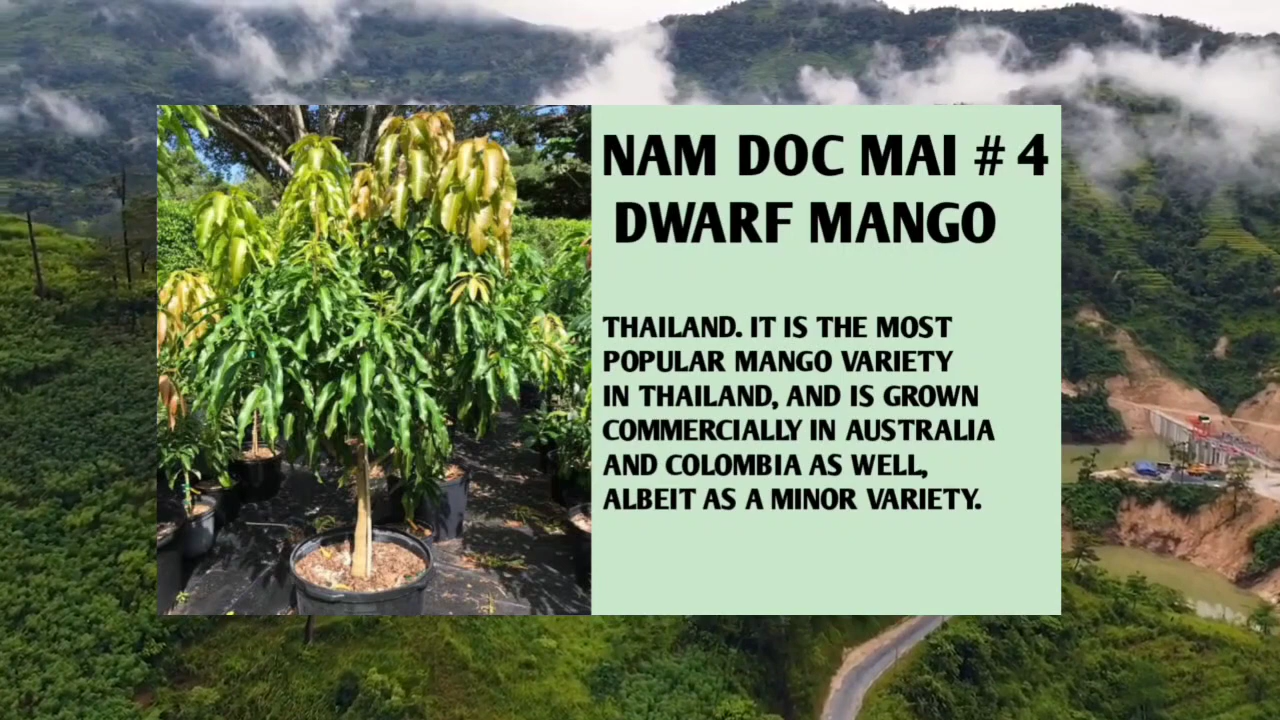 NAM DOC MAI # 4
DWARF MANGO
THAILAND. IT IS THE MOST
POPULAR MANGO VARIETY
IN THAILAND, AND IS GROWN
COMMERCIALLY IN AUSTRALIA
AND COLOMBIA AS WELL,
ALBEIT AS A MINOR VARIETY.